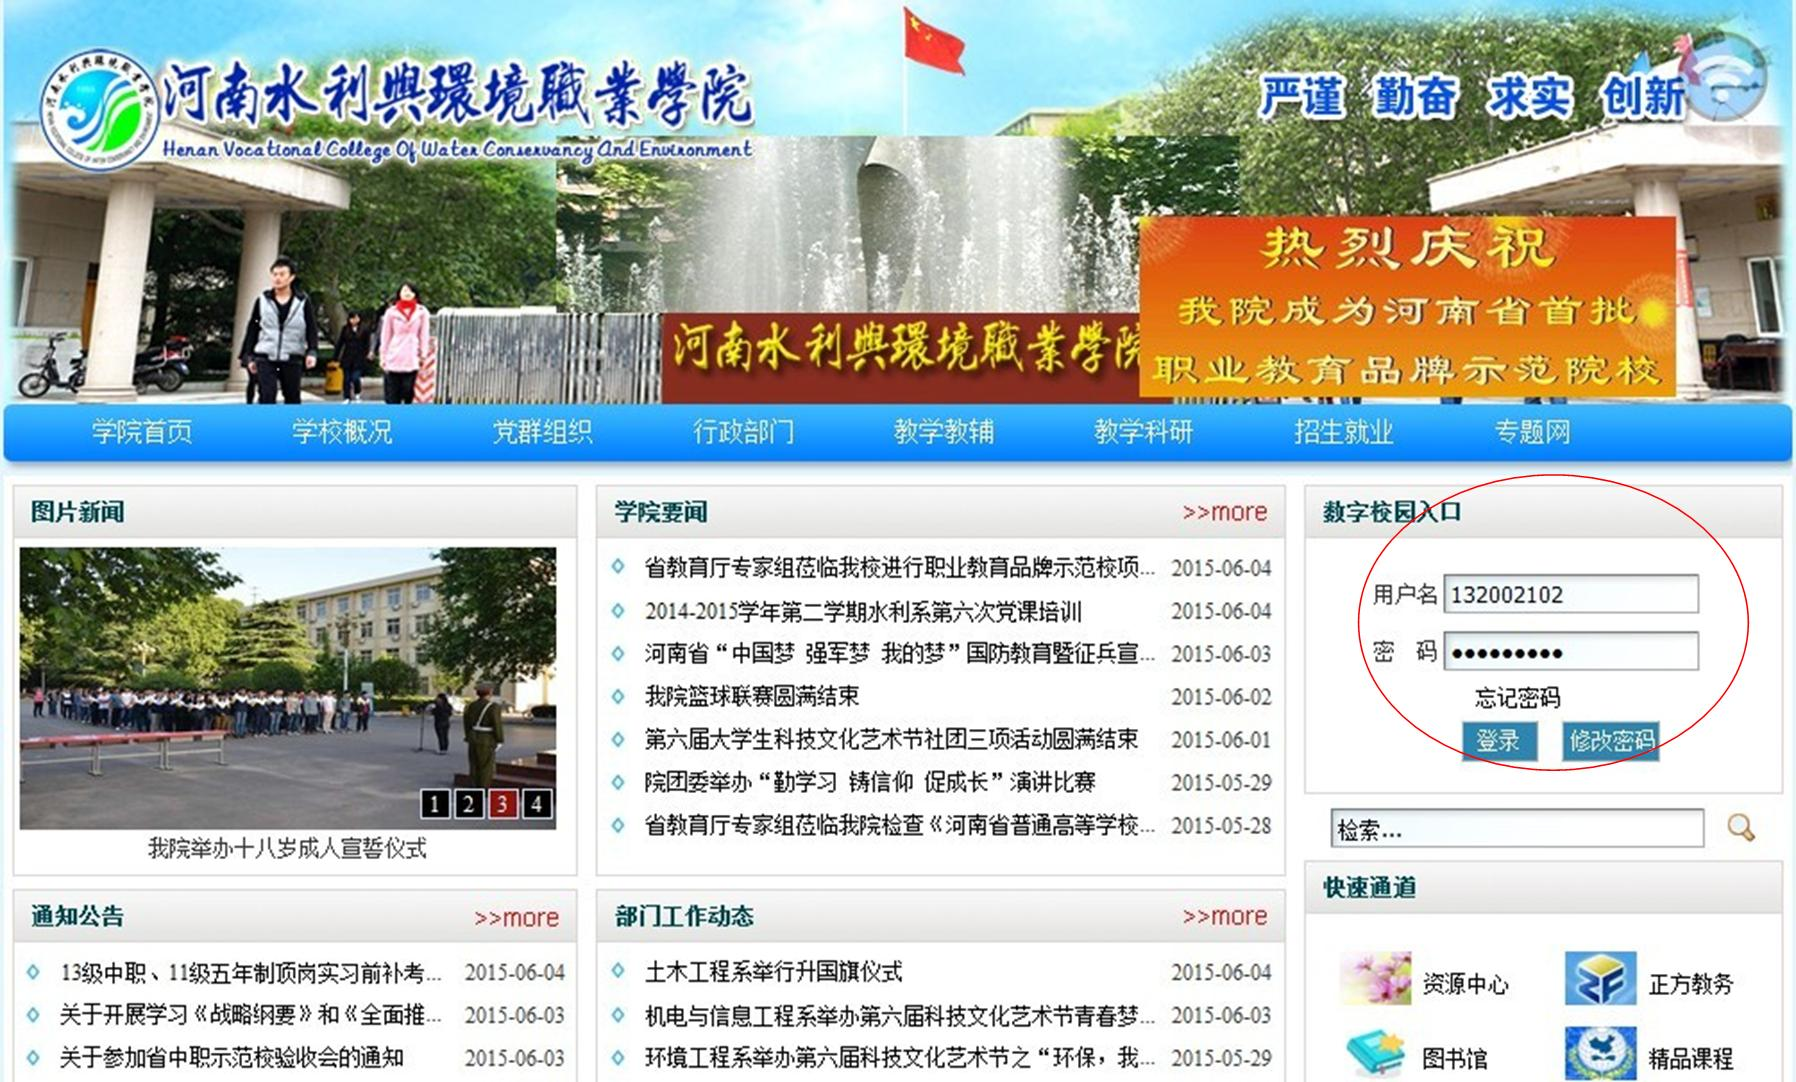 河南水利與環境職業學院
Henan Vocational College Of Water Conservancy And Environment
严谨 勤奋 求实 创新
热烈庆祝
我院成为河南省首批
职业教育品牌示范院校
河南水利與環境職業學院
学院首页 学校概况 党群组织 行政部门 教学教辅 教学科研 招生就业 专题网
图片新闻
1 2 3 4
我院举办十八岁成人宣誓仪式
学院要闻 >>more
省教育厅专家组莅临我校进行职业教育品牌示范校项... 2015-06-04
2014-2015学年第二学期水利系第六次党课培训 2015-06-04
河南省“中国梦 强军梦 我的梦”国防教育暨征兵宣... 2015-06-03
我院篮球联赛圆满结束 2015-06-02
第六届大学生科技文化艺术节社团三项活动圆满结束 2015-06-01
院团委举办“勤学习 铸信仰 促成长”演讲比赛 2015-05-29
省教育厅专家组莅临我院检查《河南省普通高等学校... 2015-05-28
数字校园入口
用户名 132002102
密 码 ●●●●●●●●●
忘记密码
登录 修改密码
检索...
通知公告 >>more
13级中职、11级五年制顶岗实习前补考... 2015-06-04
关于开展学习《战略纲要》和《全面推... 2015-06-03
关于参加省中职示范校验收会的通知 2015-06-03
部门工作动态 >>more
土木工程系举行升国旗仪式 2015-06-04
机电与信息工程系举办第六届科技文化艺术节青春梦... 2015-06-03
环境工程系举办第六届科技文化艺术节之“环保，我... 2015-05-29
快速通道
资源中心 正方教务
图书馆 精品课程